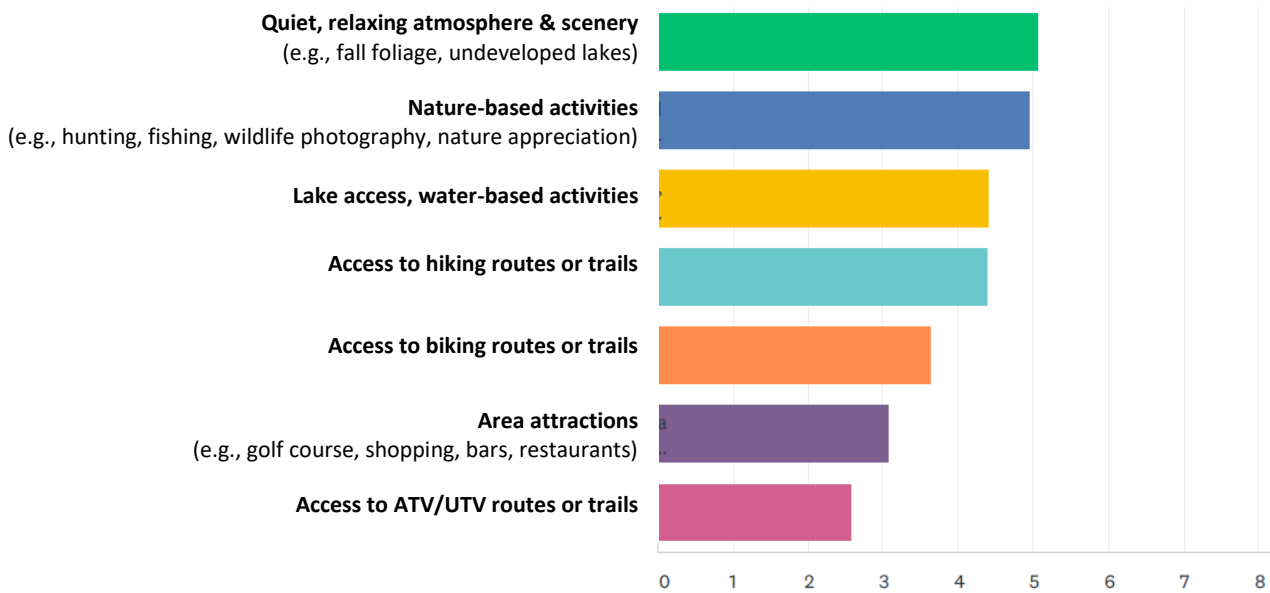 Quiet, relaxing atmosphere & scenery
(e.g., fall foliage, undeveloped lakes)
Nature-based activities
(e.g., hunting, fishing, wildlife photography, nature appreciation)
Lake access, water-based activities
Access to hiking routes or trails
Access to biking routes or trails
Area attractions
(e.g., golf course, shopping, bars, restaurants)
Access to ATV/UTV routes or trails
0 1 2 3 4 5 6 7 8